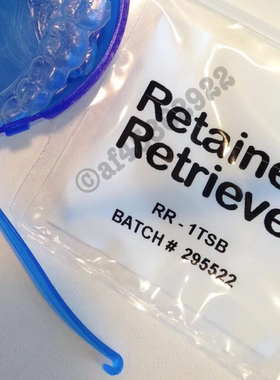 Retaine
Retrieve
RR - 1TSB
BATCH # 295522